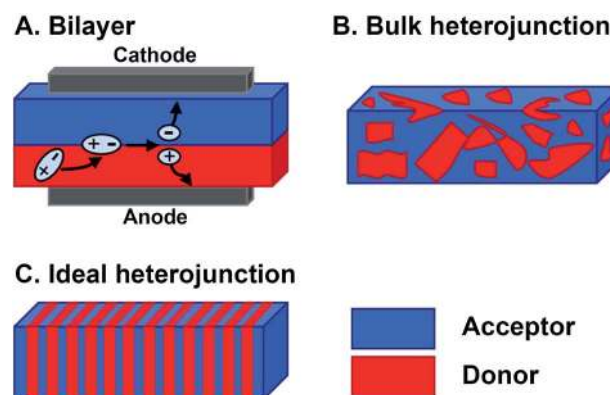 A. Bilayer
Cathode
+ -
+ -
-
+
Anode
B. Bulk heterojunction
C. Ideal heterojunction
Acceptor
Donor